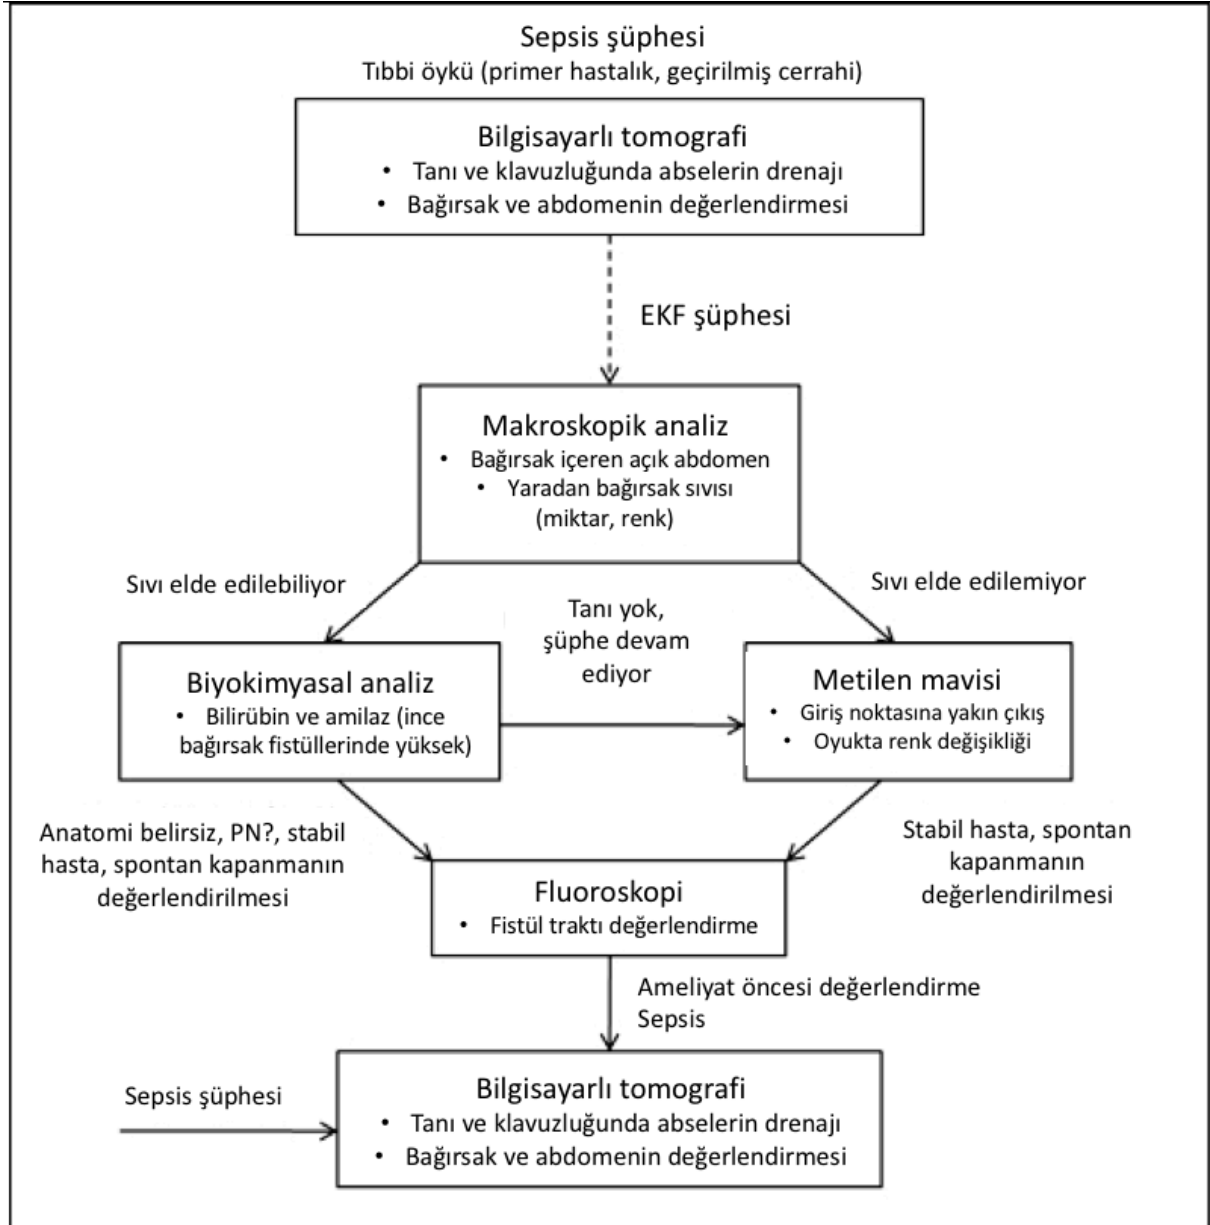 Sepsis şüphesi
Tıbbi öykü (primer hastalık, geçirilmiş cerrahi)
Bilgisayarlı tomografi
• Tanı ve klavuzluğunda abselerin drenajı
• Bağırsak ve abdomenin değerlendirmesi
EKF şüphesi
Makroskopik analiz
• Bağırsak içeren açık abdomen
• Yaradan bağırsak sıvısı
(miktar, renk)
Sıvı elde edilebiliyor
Sıvı elde edilemiyor
Tanı yok,
şüphe devam
ediyor
Biyokimyasal analiz
• Bilirübin ve amilaz (ince
bağırsak fistüllerinde yüksek)
Metilen mavisi
• Giriş noktasına yakın çıkış
• Oyukta renk değişikliği
Anatomi belirsiz, PN?, stabil
hasta, spontan kapanmanın
değerlendirilmesi
Stabil hasta, spontan
kapanmanın
değerlendirilmesi
Fluoroskopi
• Fistül traktı değerlendirme
Ameliyat öncesi değerlendirme
Sepsis
Sepsis şüphesi
Bilgisayarlı tomografi
• Tanı ve klavuzluğunda abselerin drenajı
• Bağırsak ve abdomenin değerlendirmesi